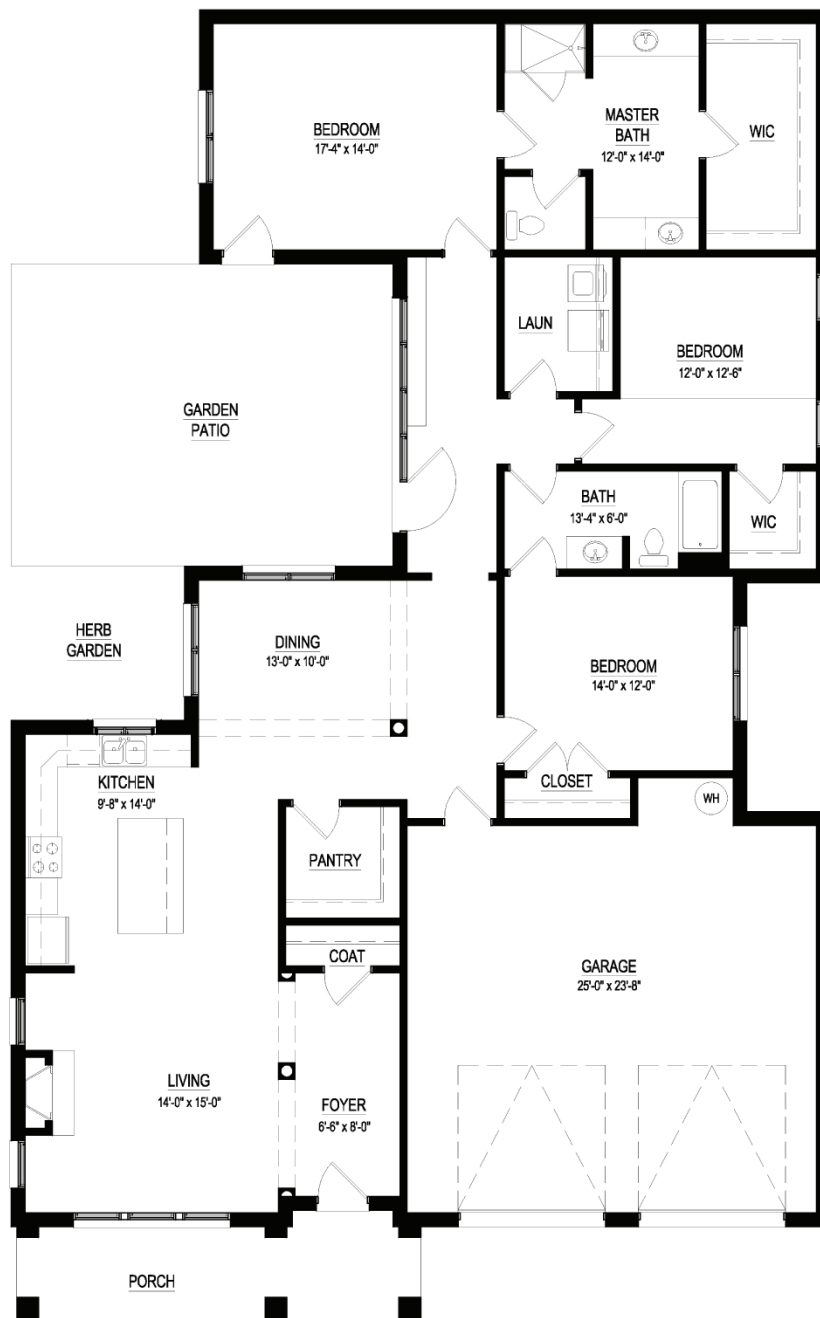 BEDROOM
17'-4" x 14'-0"
MASTER
BATH
12'-0" x 14'-0"
WIC
LAUN
BEDROOM
12'-0" x 12'-6"
GARDEN
PATIO
BATH
13'-4" x 6'-0"
WIC
HERB
GARDEN
DINING
13'-0" x 10'-0"
BEDROOM
14'-0" x 12'-0"
KITCHEN
9'-8" x 14'-0"
CLOSET
WH
PANTRY
COAT
GARAGE
25'-0" x 23'-8"
LIVING
14'-0" x 15'-0"
FOYER
6'-6" x 8'-0"
PORCH